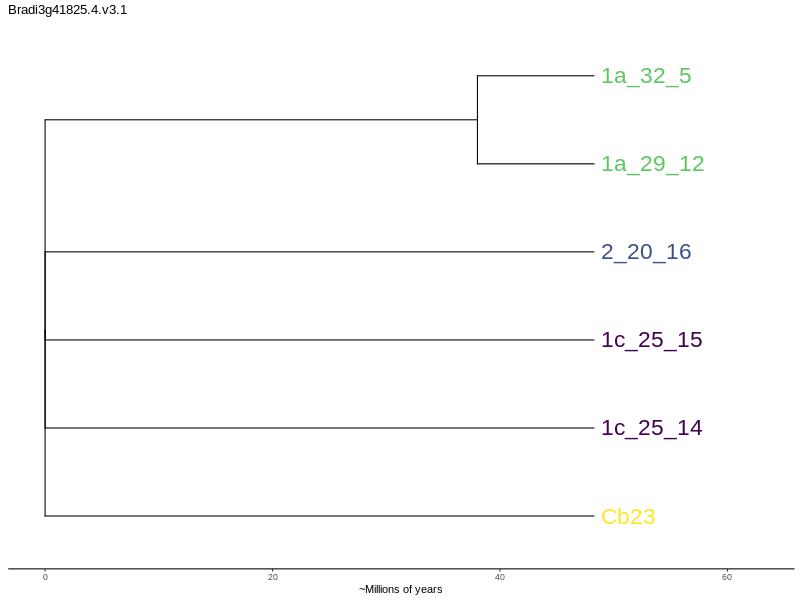 Bradi3g41825.4.v3.1
1a_32_5
1a_29_12
2_20_16
1c_25_15
1c_25_14
Cb23
0 20 40 60
~Millions of years